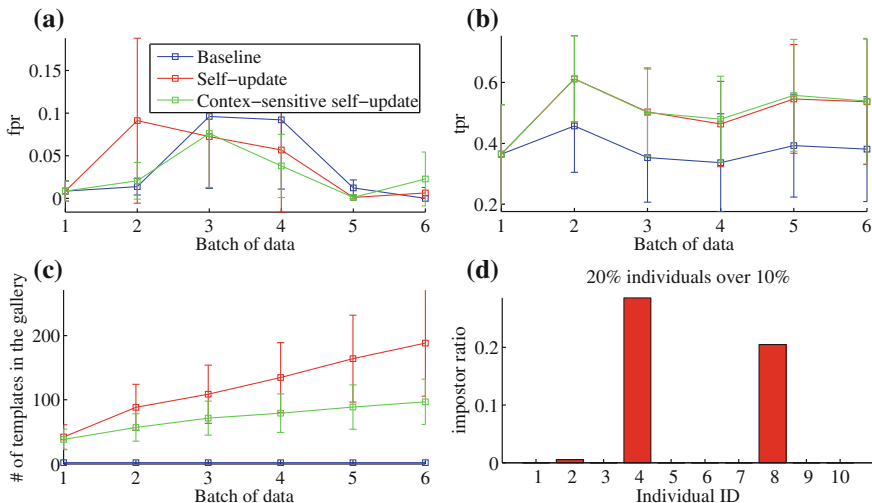 (a)
Baseline
Self-update
Contex-sensitive self-update
fpr
0.15
0.1
0.05
0
1 2 3 4 5 6
Batch of data
(b)
tpr
0.6
0.4
0.2
1 2 3 4 5 6
Batch of data
(c)
# of templates in the gallery
200
100
0
1 2 3 4 5 6
Batch of data
(d)
20% individuals over 10%
impostor ratio
0.2
0.1
0
1 2 3 4 5 6 7 8 9 10
Individual ID